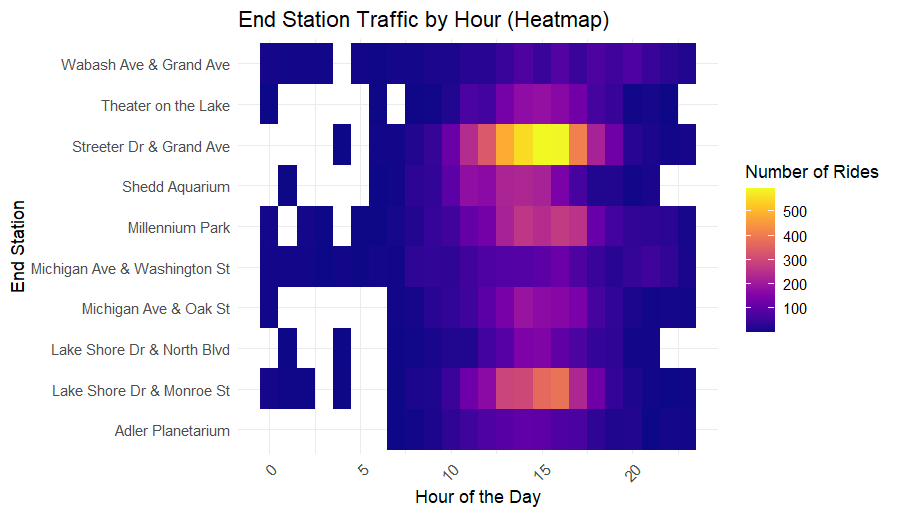 End Station Traffic by Hour (Heatmap)
End Station
Wabash Ave & Grand Ave
Theater on the Lake
Streeter Dr & Grand Ave
Shedd Aquarium
Millennium Park
Michigan Ave & Washington St
Michigan Ave & Oak St
Lake Shore Dr & North Blvd
Lake Shore Dr & Monroe St
Adler Planetarium
0 5 10 15 20
Hour of the Day
Number of Rides
500
400
300
200
100